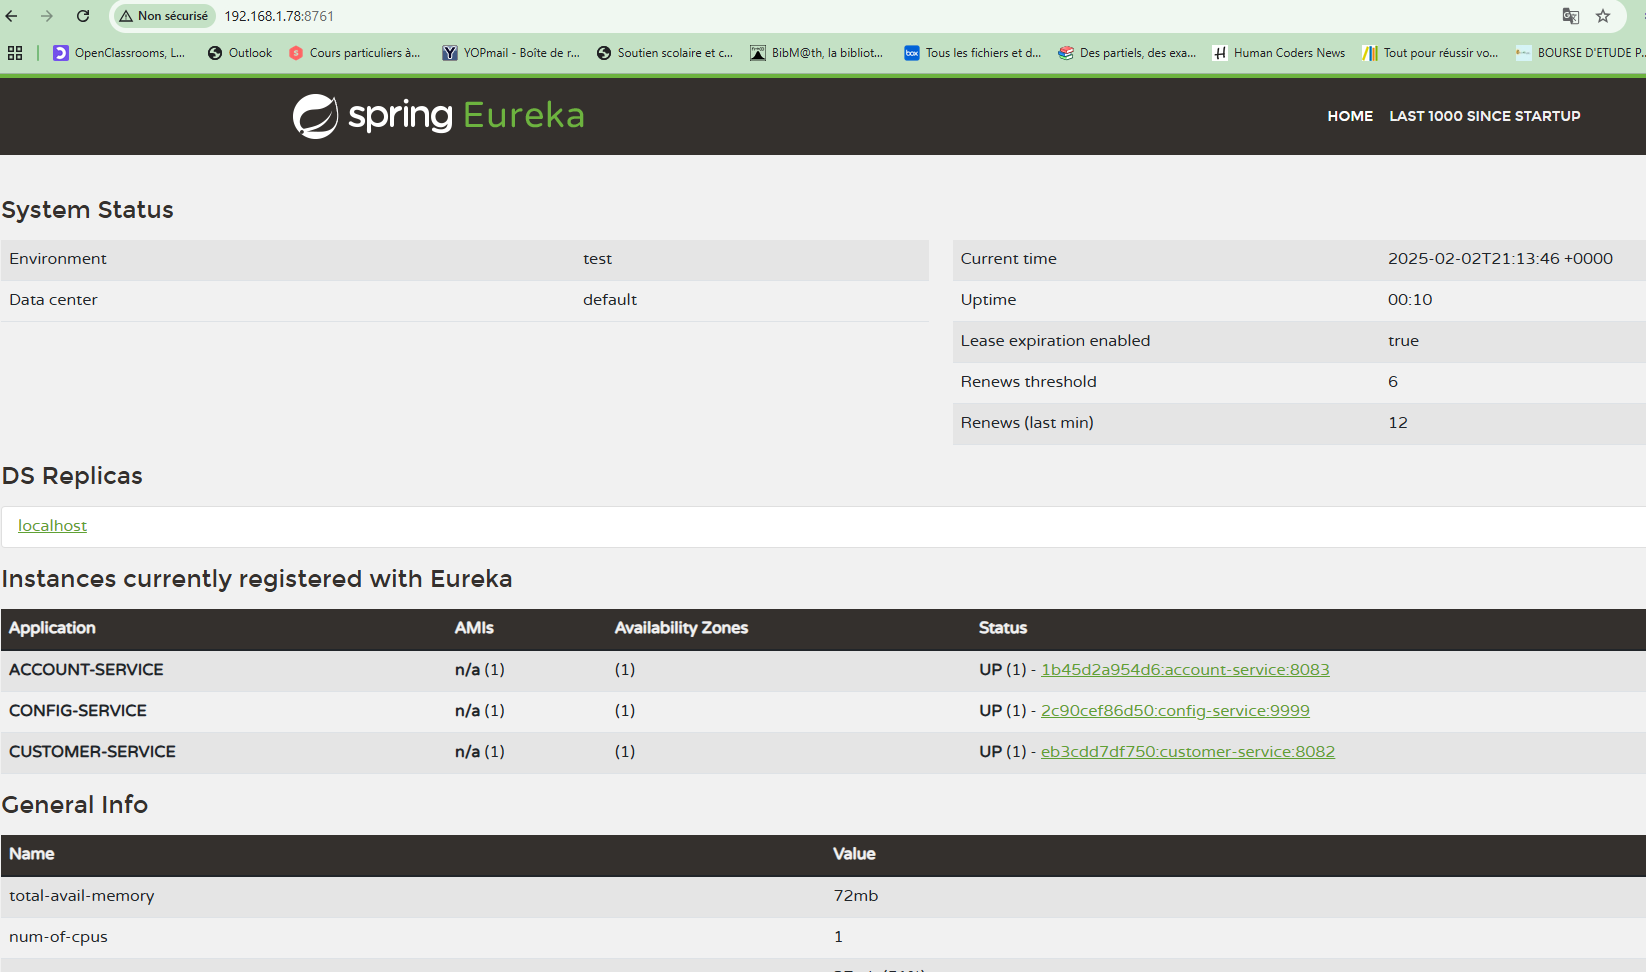 Non sécurisé 192.168.1.78:8761
OpenClassrooms, L... Outlook Cours particuliers à... YOPmail - Boîte de r... Soutien scolaire et c... BibM@th, la bibliot... Tous les fichiers et d... Des partiels, des exa... Human Coders News Tout pour réussir vo... BOURSE D'ETUDE P...
spring Eureka
HOME LAST 1000 SINCE STARTUP
System Status
Environment test
Data center default
Current time 2025-02-02T21:13:46 +0000
Uptime 00:10
Lease expiration enabled true
Renews threshold 6
Renews (last min) 12
DS Replicas
localhost
Instances currently registered with Eureka
Application AMIs Availability Zones Status
ACCOUNT-SERVICE n/a (1) (1) UP (1) - 1b45d2a954d6:account-service:8083
CONFIG-SERVICE n/a (1) (1) UP (1) - 2c90cef86d50:config-service:9999
CUSTOMER-SERVICE n/a (1) (1) UP (1) - eb3cdd7df750:customer-service:8082
General Info
Name Value
total-avail-memory 72mb
num-of-cpus 1